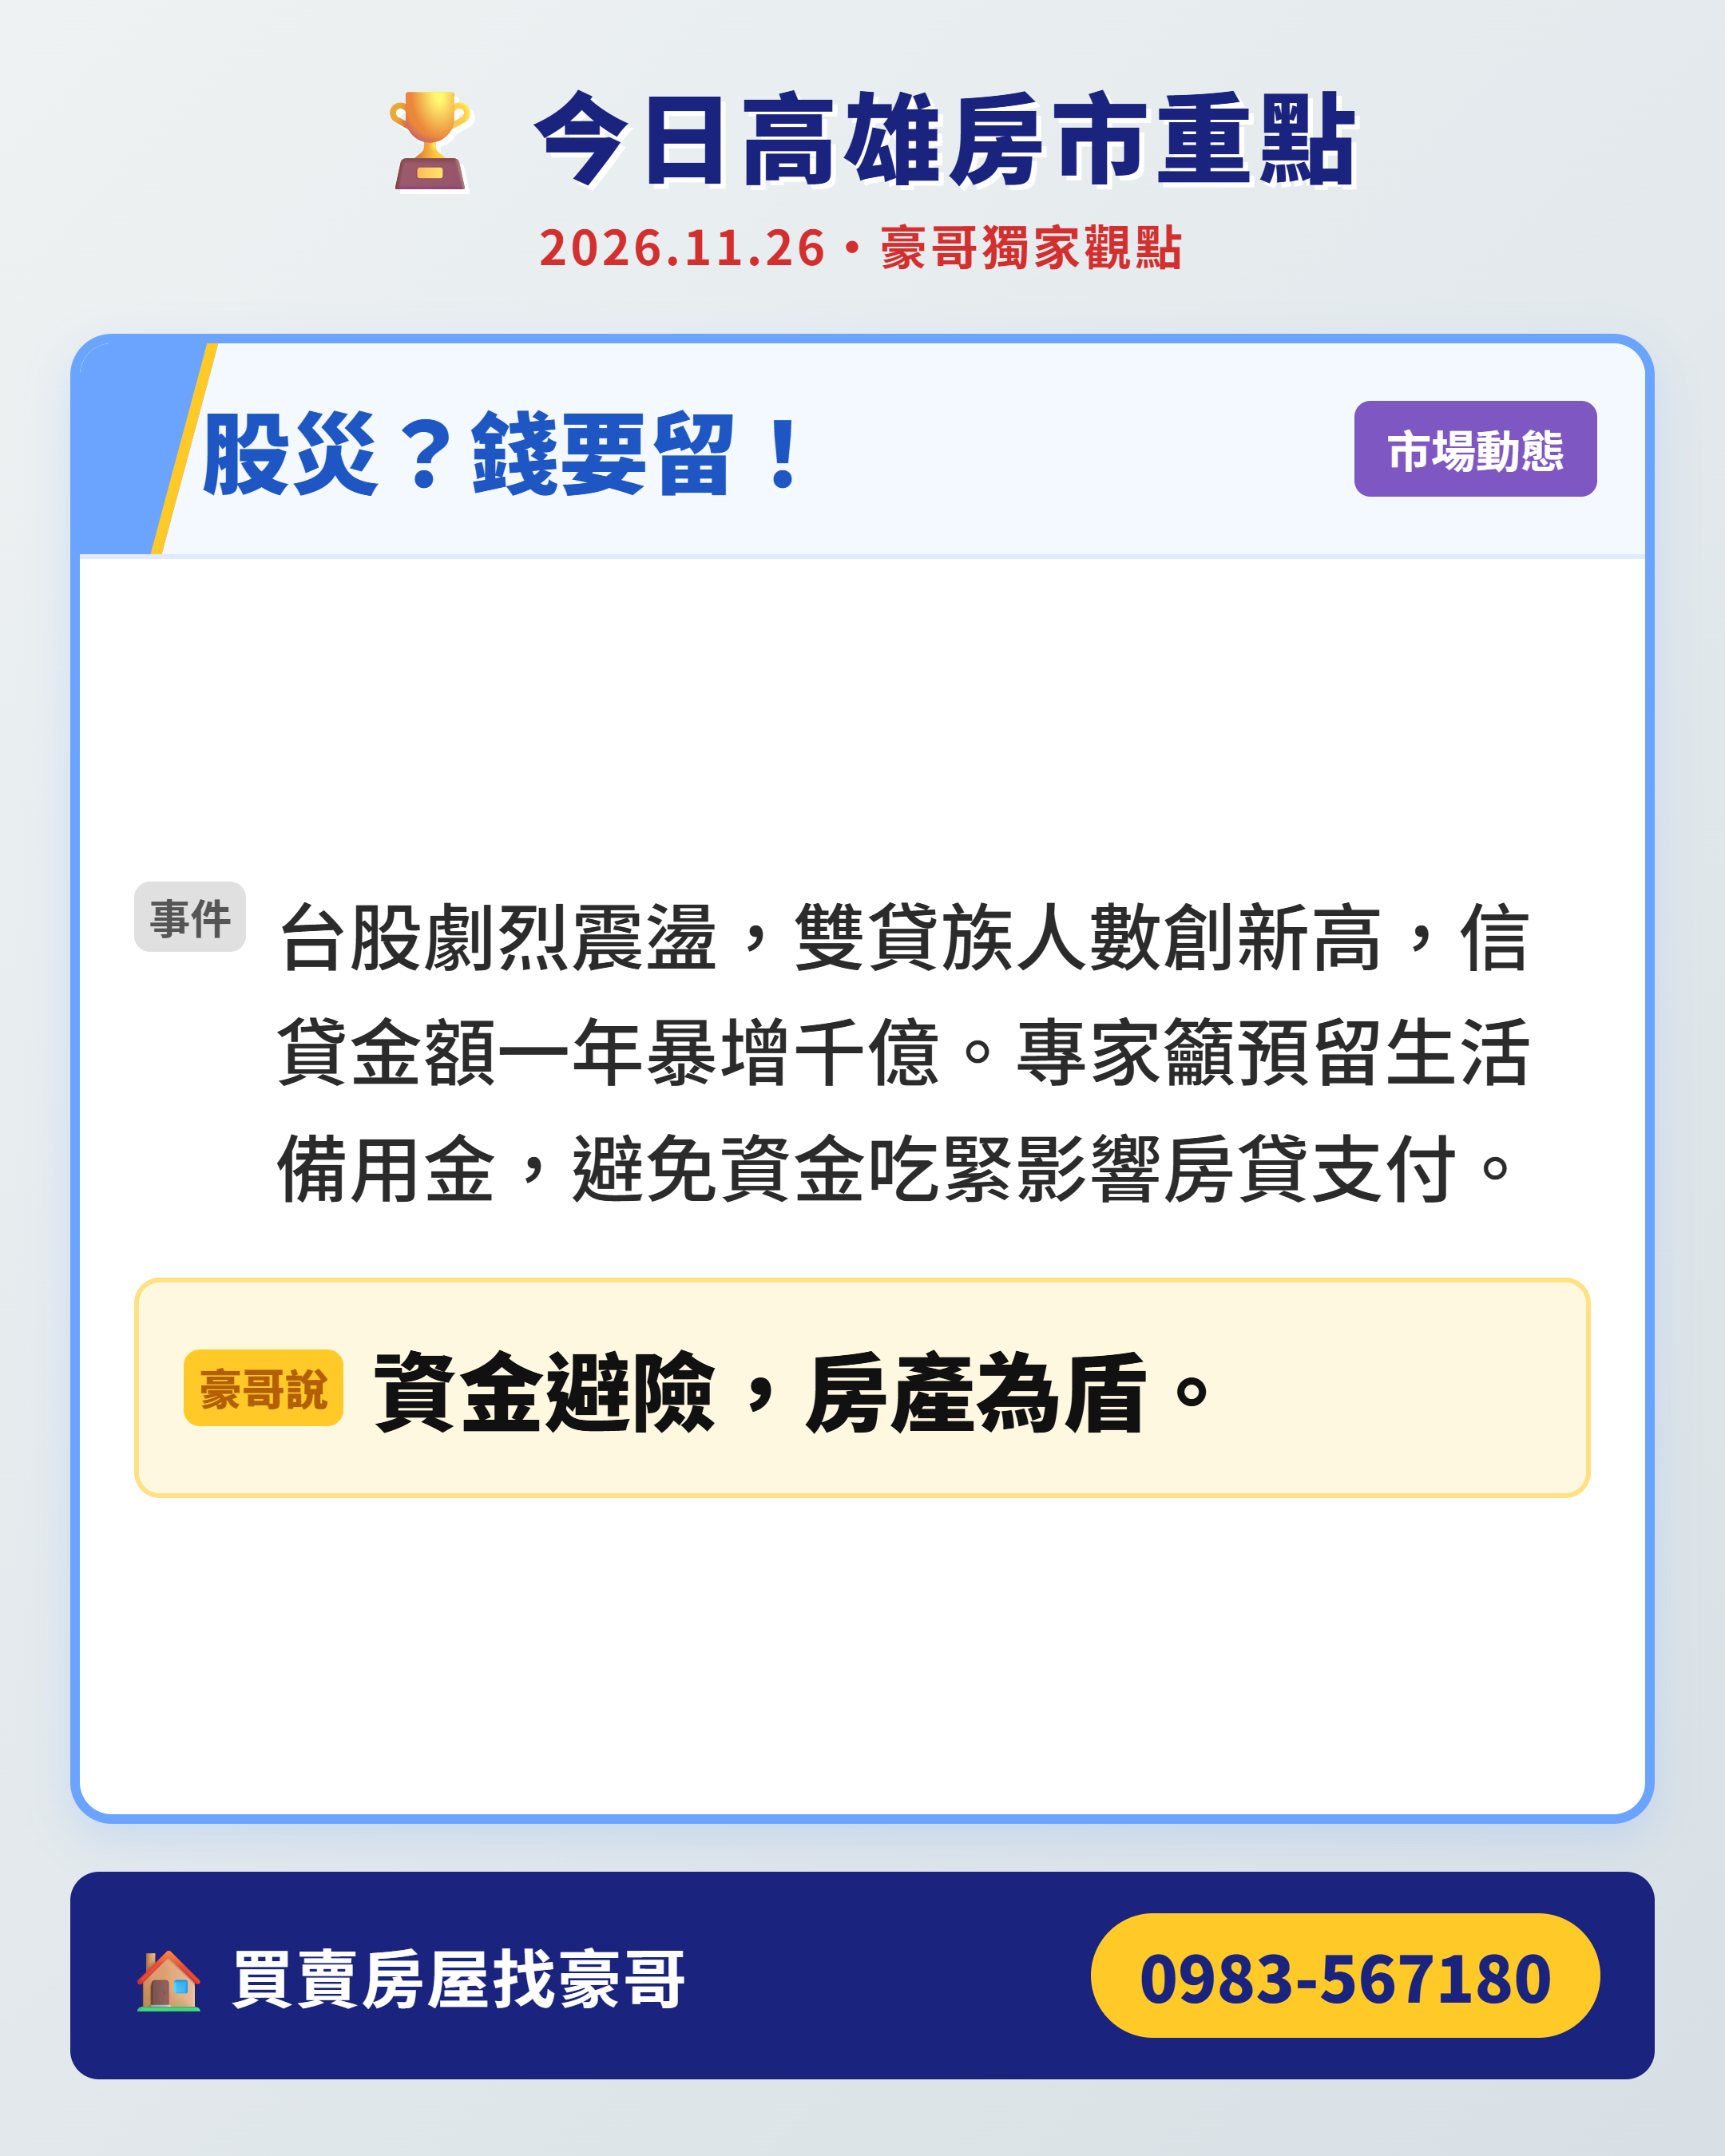 🏆 今日高雄房市重點
2026.11.26・豪哥獨家觀點
股災？錢要留！
市場動態
事件
台股劇烈震盪，雙貸族人數創新高，信
貸金額一年暴增千億。專家籲預留生活
備用金，避免資金吃緊影響房貸支付。
豪哥說
資金避險，房產為盾。
🏠 買賣房屋找豪哥
0983-567180